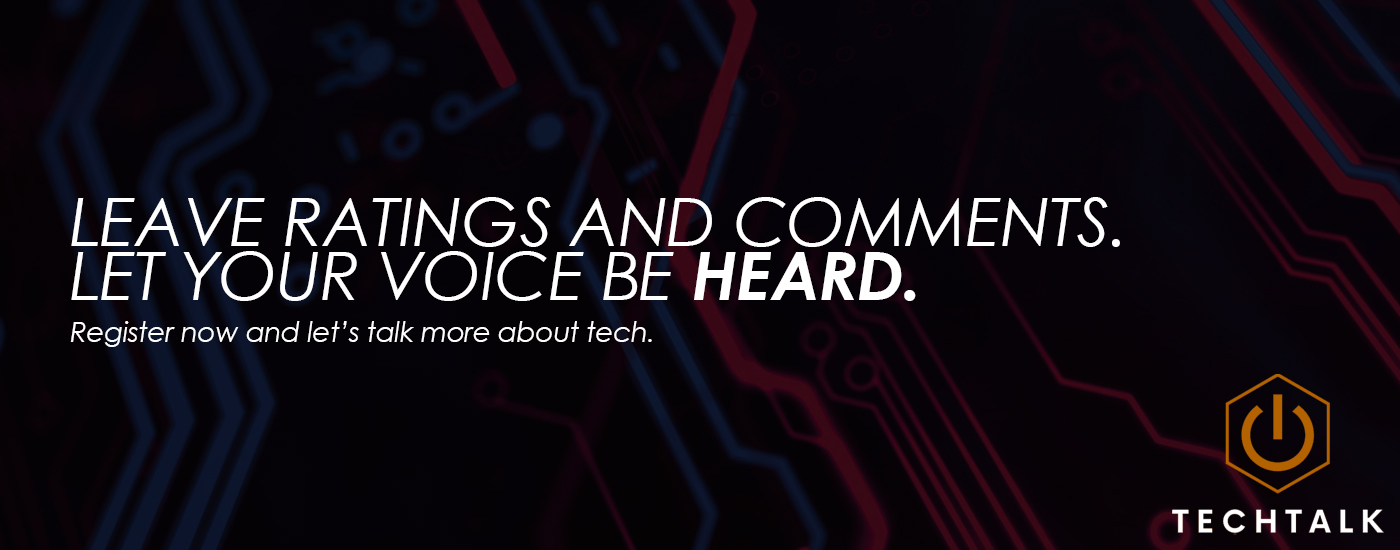 LEAVE RATINGS AND COMMENTS.
LET YOUR VOICE BE HEARD.
Register now and let’s talk more about tech.
TECHTALK